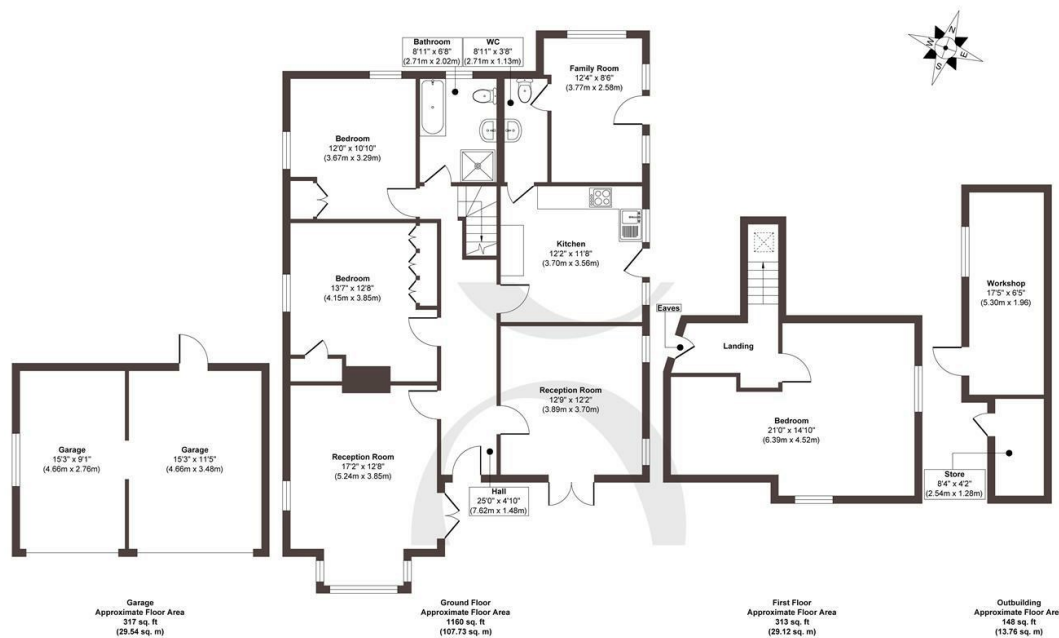 Bathroom
8'11" x 6'8"
(2.71m x 2.02m)
WC
8'11" x 3'8"
(2.71m x 1.13m)
Family Room
12'4" x 8'6"
(3.77m x 2.58m)
N
E
S
W
Bedroom
12'0" x 10'10"
(3.67m x 3.29m)
Kitchen
12'2" x 11'8"
(3.70m x 3.56m)
Bedroom
13'7" x 12'8"
(4.15m x 3.85m)
Workshop
17'5" x 6'5"
(5.30m x 1.96)
Eaves
Landing
Reception Room
12'9" x 12'2"
(3.89m x 3.70m)
Bedroom
21'0" x 14'10"
(6.39m x 4.52m)
Garage
15'3" x 9'1"
(4.66m x 2.76m)
Garage
15'3" x 11'5"
(4.66m x 3.48m)
Reception Room
17'2" x 12'8"
(5.24m x 3.85m)
Hall
25'0" x 4'10"
(7.62m x 1.48m)
Store
8'4" x 4'2"
(2.54m x 1.28m)
Garage
Approximate Floor Area
317 sq. ft
(29.54 sq. m)
Ground Floor
Approximate Floor Area
1160 sq. ft
(107.73 sq. m)
First Floor
Approximate Floor Area
313 sq. ft
(29.12 sq. m)
Outbuilding
Approximate Floor Area
148 sq. ft
(13.76 sq. m)